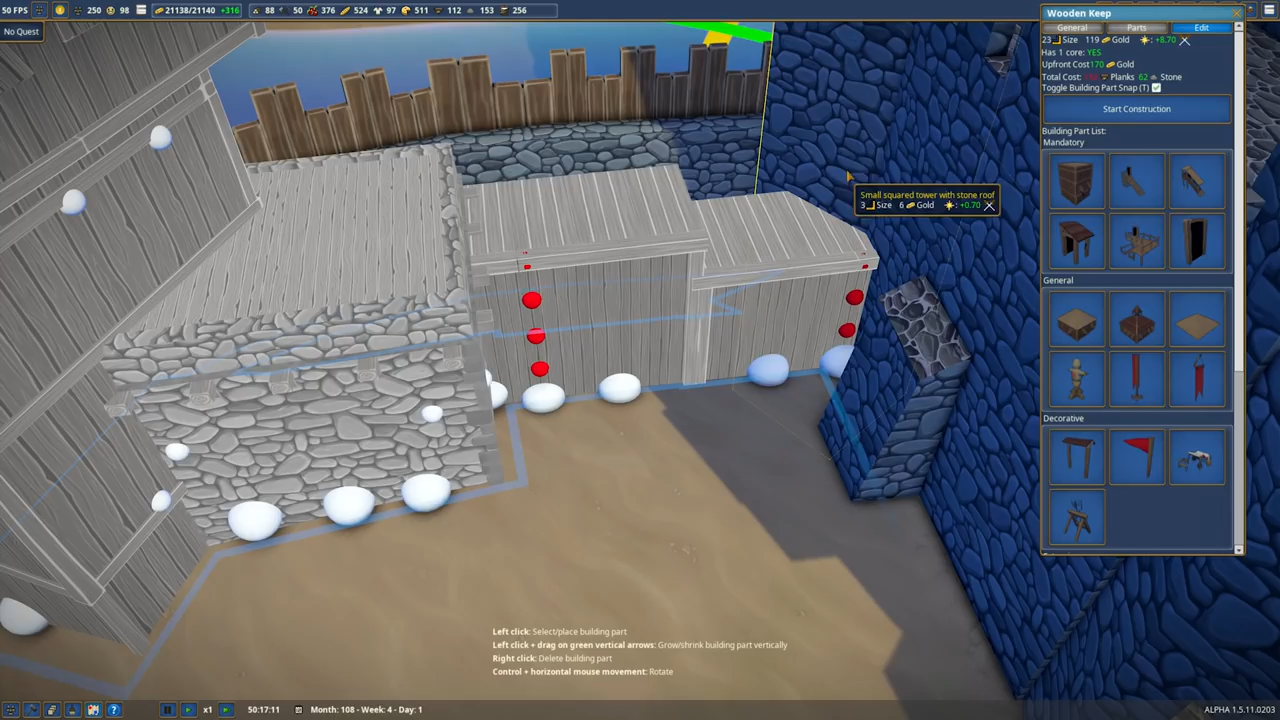 50 FPS 250 98 21138/21140 +316 88 50 376 524 97 511 112 153 256
No Quest
Wooden Keep
General Parts Edit
23 Size 119 Gold : +8.70
Has 1 core: YES
Upfront Cost 170 Gold
Total Cost: Planks 62 Stone
Toggle Building Part Snap (T)
Start Construction
Building Part List:
Mandatory
Small squared tower with stone roof
3 Size 6 Gold : +0.70
General
Decorative
Left click: Select/place building part
Left click + drag on green vertical arrows: Grow/shrink building part vertically
Right click: Delete building part
Control + horizontal mouse movement: Rotate
x1 50:17:11 Month: 108 - Week: 4 - Day: 1 ALPHA 1.5.11.0203